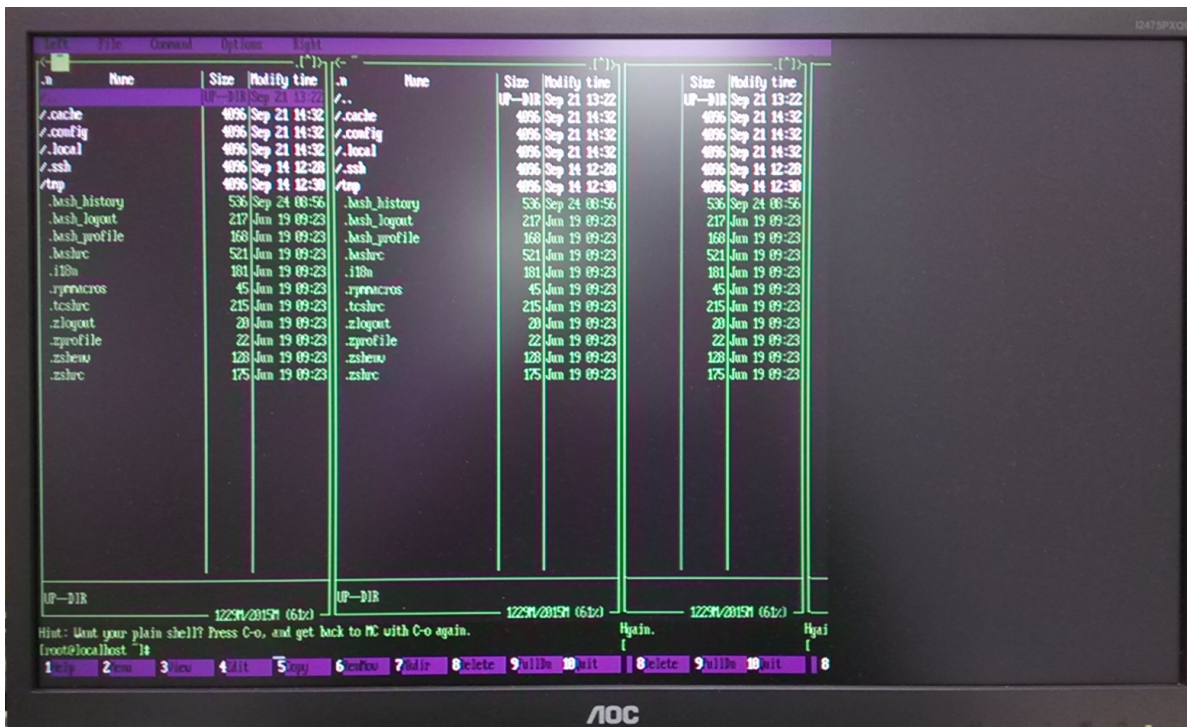 I2475PXQU
Left File Command Options Right
<- ~ .[^]> <- ~ .[^]> .[^]>
.n Name Size Modify time .n Name Size Modify time Size Modify time
/.. UP--DIR Sep 21 13:22 /.. UP--DIR Sep 21 13:22 UP--DIR Sep 21 13:22
/.cache 4096 Sep 21 14:32 /.cache 4096 Sep 21 14:32 4096 Sep 21 14:32
/.config 4096 Sep 21 14:32 /.config 4096 Sep 21 14:32 4096 Sep 21 14:32
/.local 4096 Sep 21 14:32 /.local 4096 Sep 21 14:32 4096 Sep 21 14:32
/.ssh 4096 Sep 14 12:28 /.ssh 4096 Sep 14 12:28 4096 Sep 14 12:28
/tmp 4096 Sep 14 12:30 /tmp 4096 Sep 14 12:30 4096 Sep 14 12:30
.bash_history 536 Sep 24 08:56 .bash_history 536 Sep 24 08:56 536 Sep 24 08:56
.bash_logout 217 Jun 19 09:23 .bash_logout 217 Jun 19 09:23 217 Jun 19 09:23
.bash_profile 168 Jun 19 09:23 .bash_profile 168 Jun 19 09:23 168 Jun 19 09:23
.bashrc 521 Jun 19 09:23 .bashrc 521 Jun 19 09:23 521 Jun 19 09:23
.i18n 181 Jun 19 09:23 .i18n 181 Jun 19 09:23 181 Jun 19 09:23
.rpmmacros 45 Jun 19 09:23 .rpmmacros 45 Jun 19 09:23 45 Jun 19 09:23
.tcshrc 215 Jun 19 09:23 .tcshrc 215 Jun 19 09:23 215 Jun 19 09:23
.zlogout 20 Jun 19 09:23 .zlogout 20 Jun 19 09:23 20 Jun 19 09:23
.zprofile 22 Jun 19 09:23 .zprofile 22 Jun 19 09:23 22 Jun 19 09:23
.zshenv 128 Jun 19 09:23 .zshenv 128 Jun 19 09:23 128 Jun 19 09:23
.zshrc 175 Jun 19 09:23 .zshrc 175 Jun 19 09:23 175 Jun 19 09:23
UP--DIR UP--DIR
1229M/2015M (61%) 1229M/2015M (61%) 1229M/2015M (61%)
Hint: Want your plain shell? Press C-o, and get back to MC with C-o again. Hgain. Hgai
[root@localhost ~]# [ [
1Help 2Menu 3View 4Edit 5Copy 6RenMov 7Mkdir 8Delete 9PullDn 10Quit 8Delete 9PullDn 10Quit 8
AOC